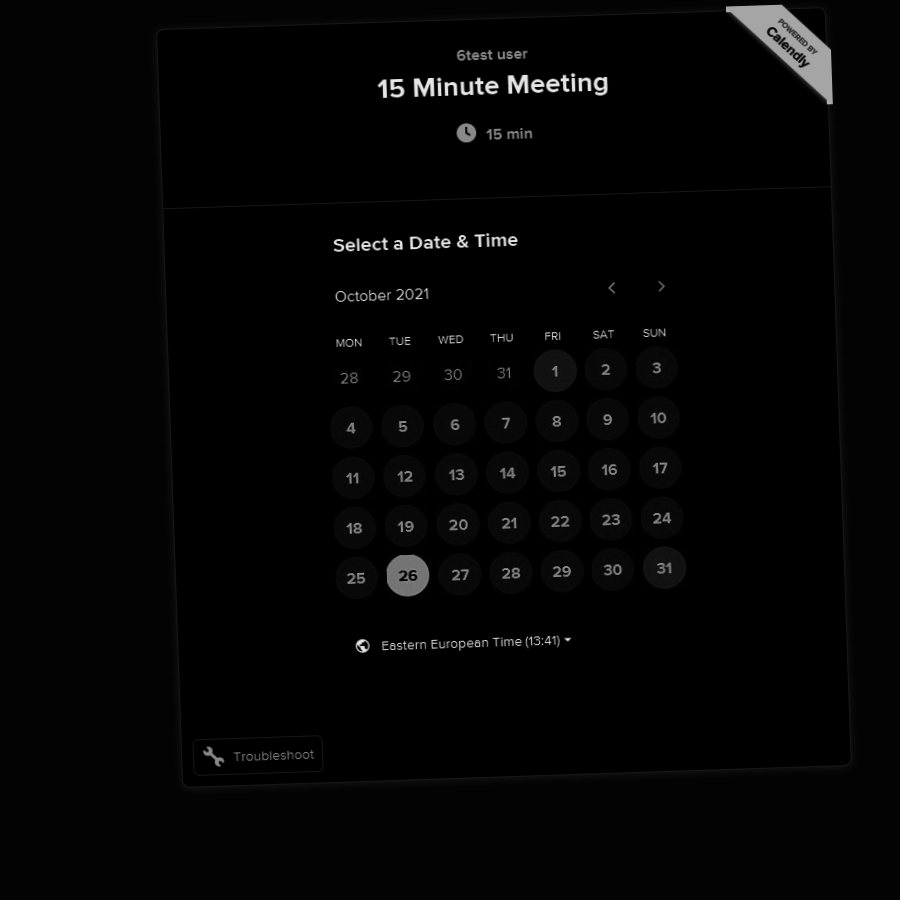 6test user
POWERED BY
Calendly
15 Minute Meeting
15 min
Select a Date & Time
October 2021
MON TUE WED THU FRI SAT SUN
28 29 30 31 1 2 3
4 5 6 7 8 9 10
11 12 13 14 15 16 17
18 19 20 21 22 23 24
25 26 27 28 29 30 31
Eastern European Time (13:41)
Troubleshoot